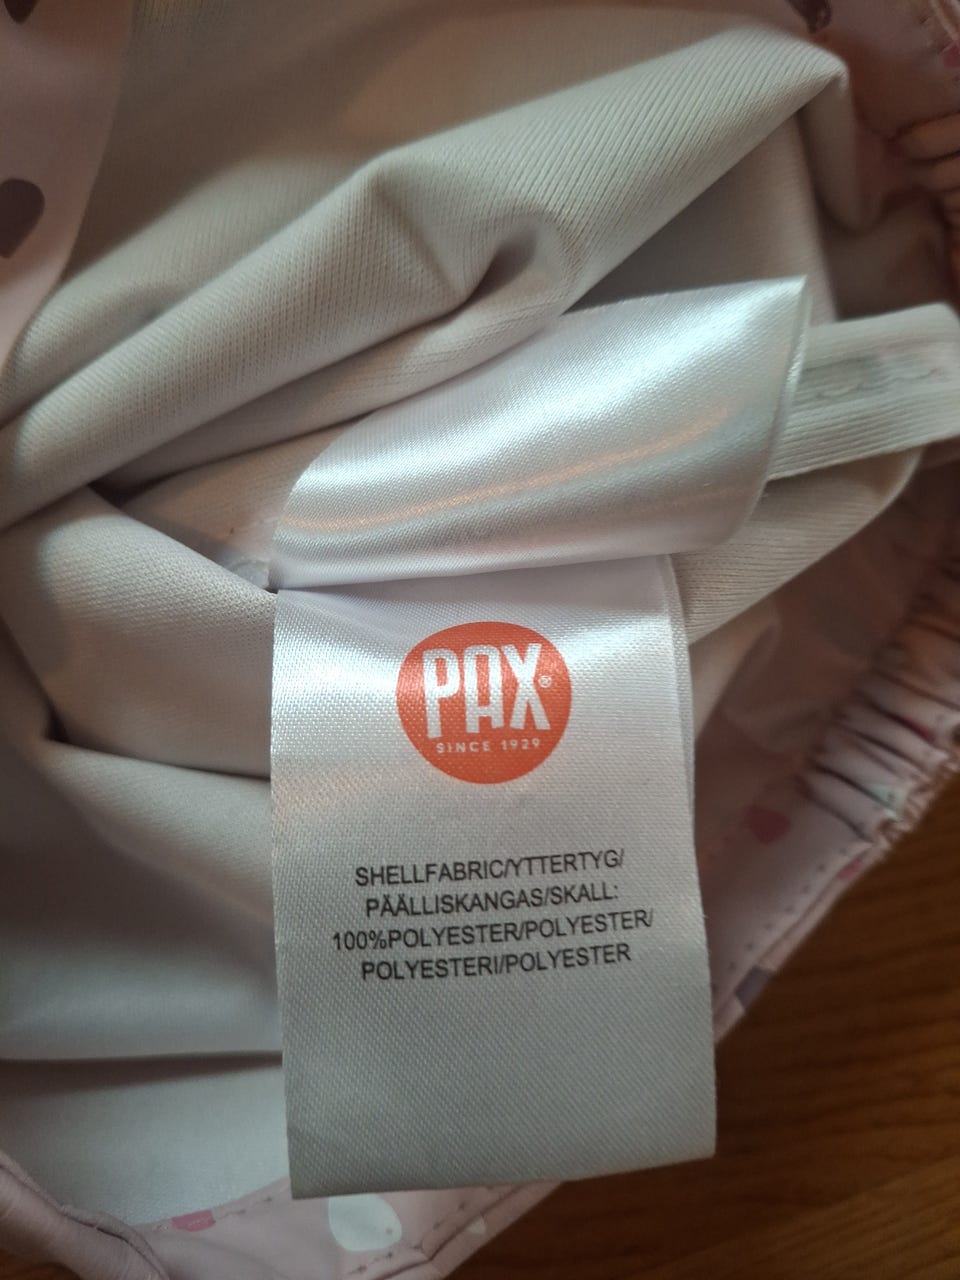 PAX®
SINCE 1929
SHELLFABRIC/YTTERTYG/
PÄÄLLISKANGAS/SKALL:
100%POLYESTER/POLYESTER/
POLYESTERI/POLYESTER